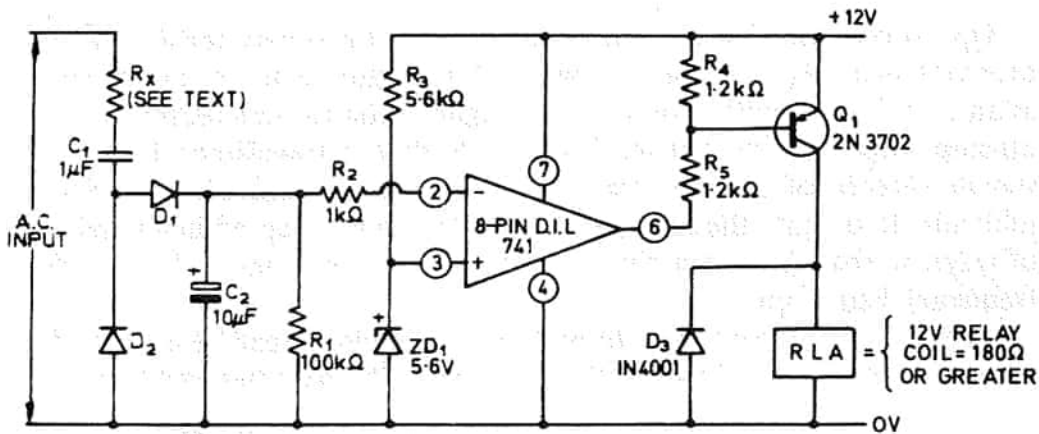 +12V
RX
(SEE TEXT)
R3
5·6kΩ
R4
1·2kΩ
Q1
2N 3702
C1
1µF
R2
1kΩ
2
−
7
R5
1·2kΩ
A.C.
INPUT
D1
8-PIN D.I.L
741
6
3
+
+
C2
10µF
4
D2
R1
100kΩ
ZD1
5·6V
D3
IN4001
RLA
=
12V RELAY
COIL = 180Ω
OR GREATER
0V